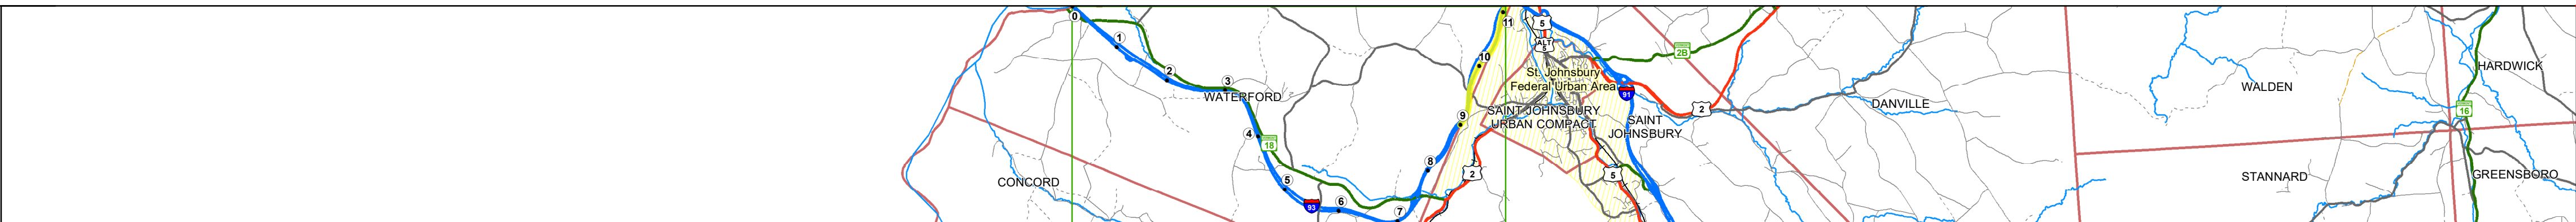 0
1
2
3
WATERFORD
4
18
5
93
6
7
8
9
10
11
CONCORD
5
ALT
5
2B
St. Johnsbury
Federal Urban Area
SAINT JOHNSBURY
URBAN COMPACT
91
SAINT
JOHNSBURY
2
2
5
DANVILLE
WALDEN
HARDWICK
16
STANNARD
GREENSBORO